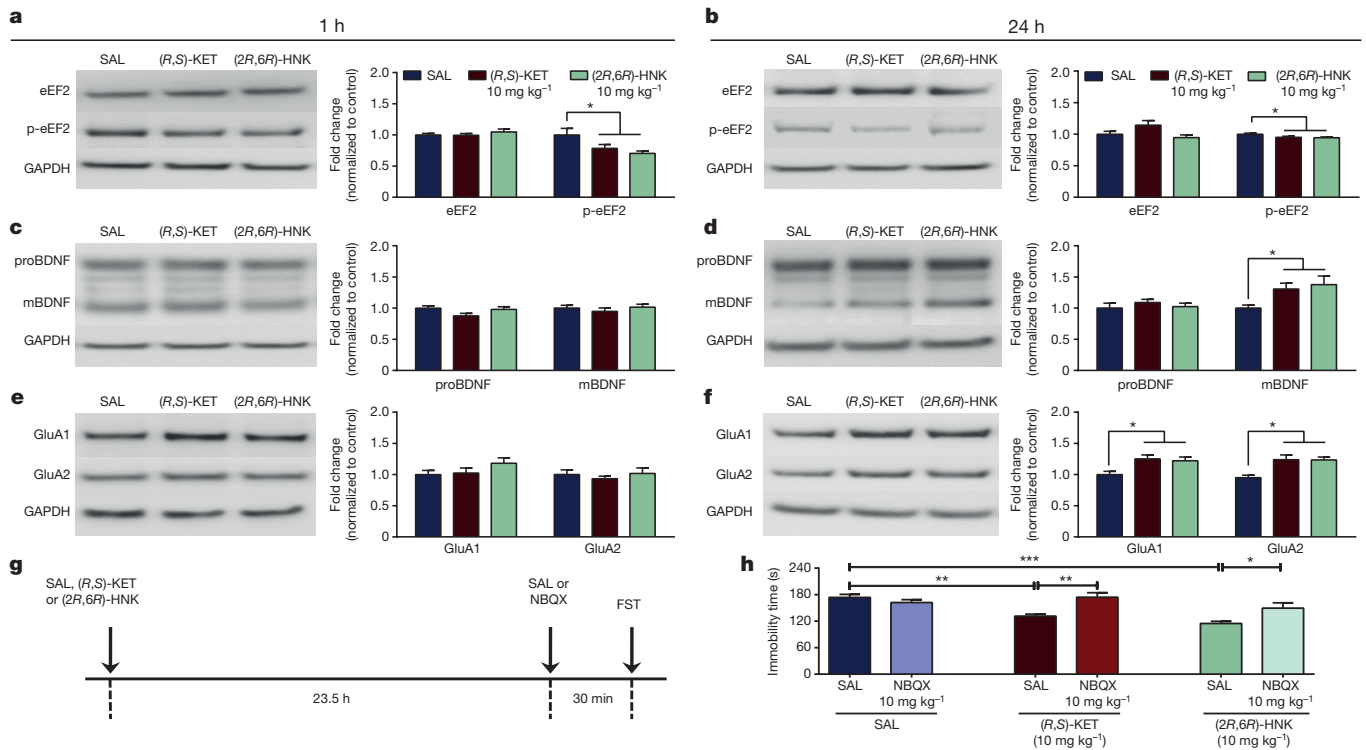 a
1 h
SAL (R,S)-KET (2R,6R)-HNK
eEF2
p-eEF2
GAPDH
Fold change
(normalized to control)
2.0
1.5
1.0
0.5
0
SAL (R,S)-KET (2R,6R)-HNK
10 mg kg−1 10 mg kg−1
*
eEF2 p-eEF2
b
24 h
SAL (R,S)-KET (2R,6R)-HNK
eEF2
p-eEF2
GAPDH
Fold change
(normalized to control)
2.0
1.5
1.0
0.5
0
SAL (R,S)-KET (2R,6R)-HNK
10 mg kg−1 10 mg kg−1
*
eEF2 p-eEF2
c
SAL (R,S)-KET (2R,6R)-HNK
proBDNF
mBDNF
GAPDH
Fold change
(normalized to control)
2.0
1.5
1.0
0.5
0
proBDNF mBDNF
d
SAL (R,S)-KET (2R,6R)-HNK
proBDNF
mBDNF
GAPDH
Fold change
(normalized to control)
2.0
1.5
1.0
0.5
0
*
proBDNF mBDNF
e
SAL (R,S)-KET (2R,6R)-HNK
GluA1
GluA2
GAPDH
Fold change
(normalized to control)
2.0
1.5
1.0
0.5
0
GluA1 GluA2
f
SAL (R,S)-KET (2R,6R)-HNK
GluA1
GluA2
GAPDH
Fold change
(normalized to control)
2.0
1.5
1.0
0.5
0
* *
GluA1 GluA2
g
SAL, (R,S)-KET
or (2R,6R)-HNK
SAL or
NBQX
FST
23.5 h 30 min
h
Immobility time (s)
240
180
120
60
0
***
** ** *
SAL NBQX SAL NBQX SAL NBQX
10 mg kg−1 10 mg kg−1 10 mg kg−1
SAL (R,S)-KET (2R,6R)-HNK
(10 mg kg−1) (10 mg kg−1)